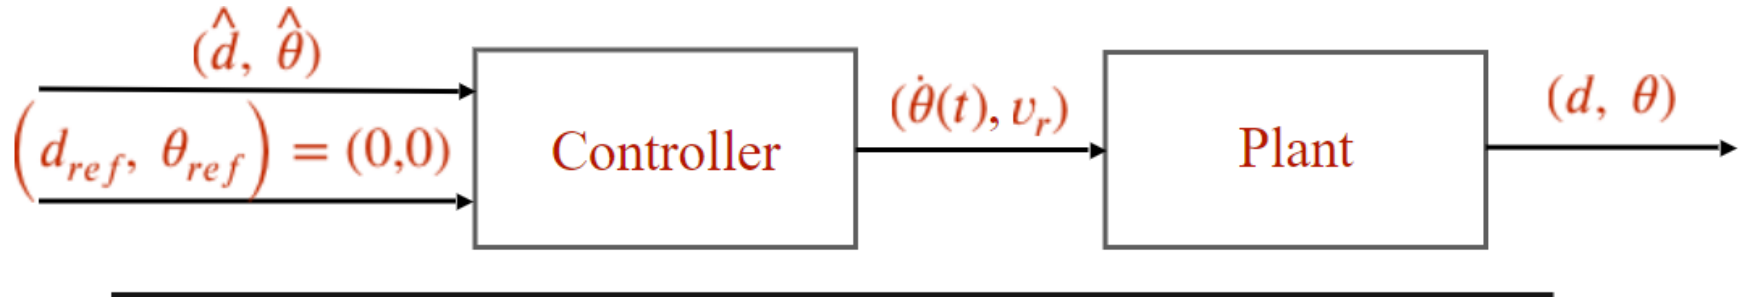 (d̂, θ̂)
(d_ref, θ_ref) = (0,0)
Controller
(θ̇(t), v_r)
Plant
(d, θ)